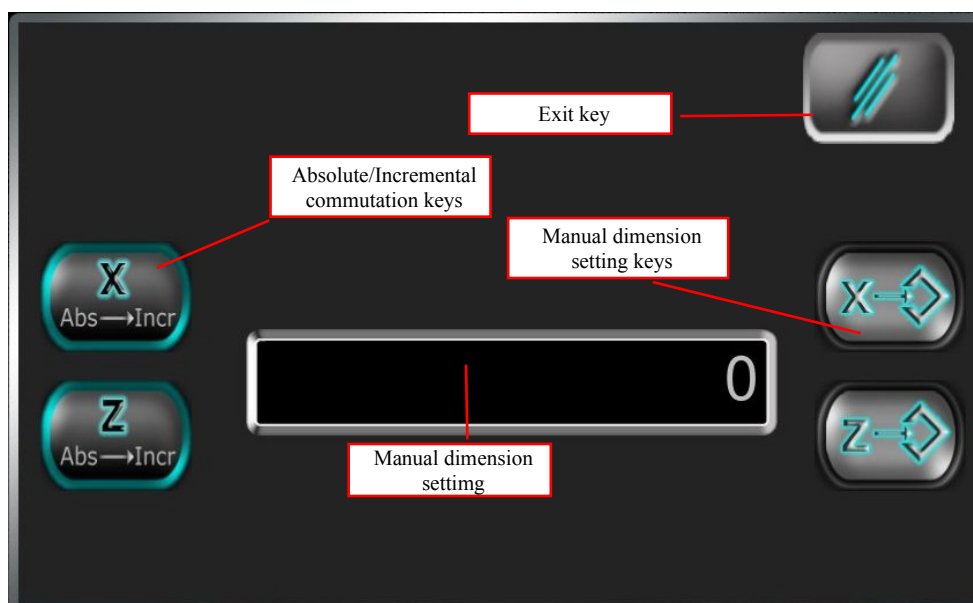 Exit key
Absolute/Incremental
commutation keys
Manual dimension
setting keys
X
Abs→Incr
X
0
Z
Abs→Incr
Z
Manual dimension
settimg